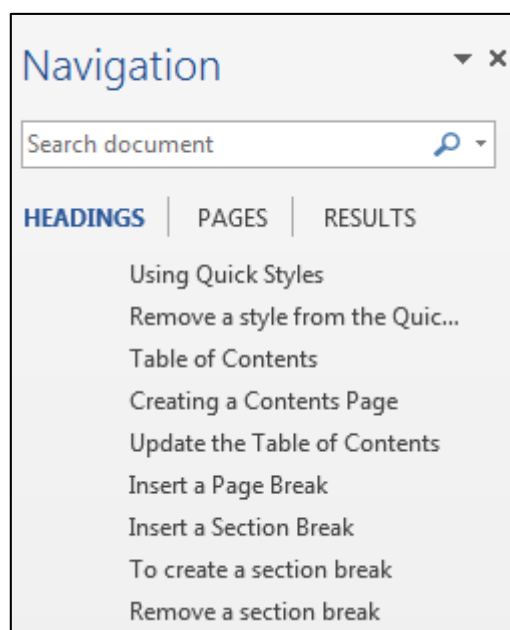 Navigation
Search document
HEADINGS PAGES RESULTS
Using Quick Styles
Remove a style from the Quic...
Table of Contents
Creating a Contents Page
Update the Table of Contents
Insert a Page Break
Insert a Section Break
To create a section break
Remove a section break